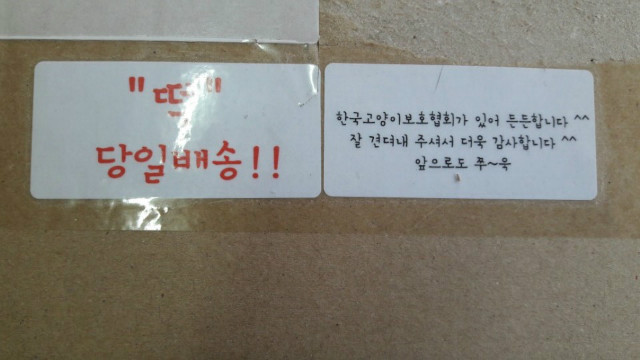 "떡"
당일배송!!
한국고양이보호협회가 있어 든든합니다 ^^
잘 견뎌내 주셔서 더욱 감사합니다 ^^
앞으로도 쭈~욱